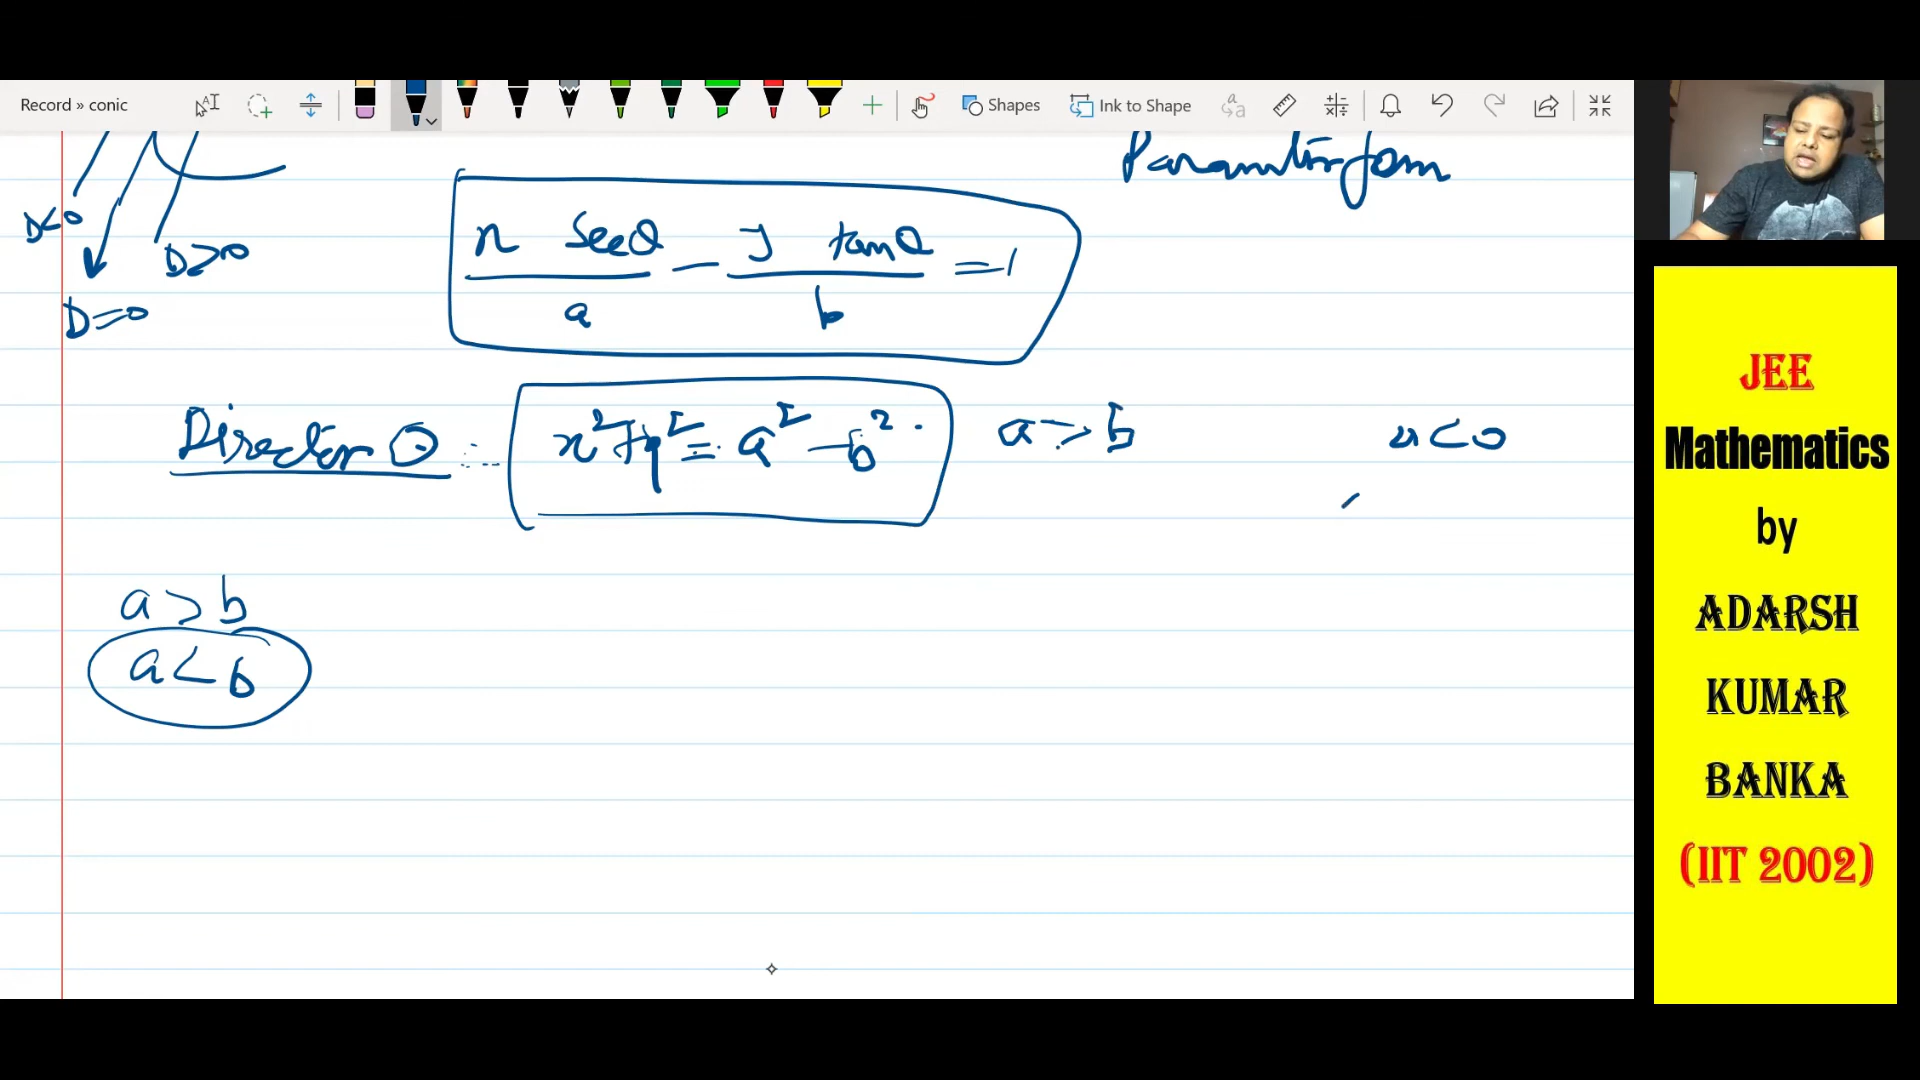 Record » conic
Shapes
Ink to Shape
Parametric form
D<0
D>0
D=0
x secθ / a − y tanθ / b = 1
Director ⊙ :- x²+y² = a² − b². a > b
a < 0
a > b
a < b
JEE
Mathematics
by
ADARSH
KUMAR
BANKA
(IIT 2002)